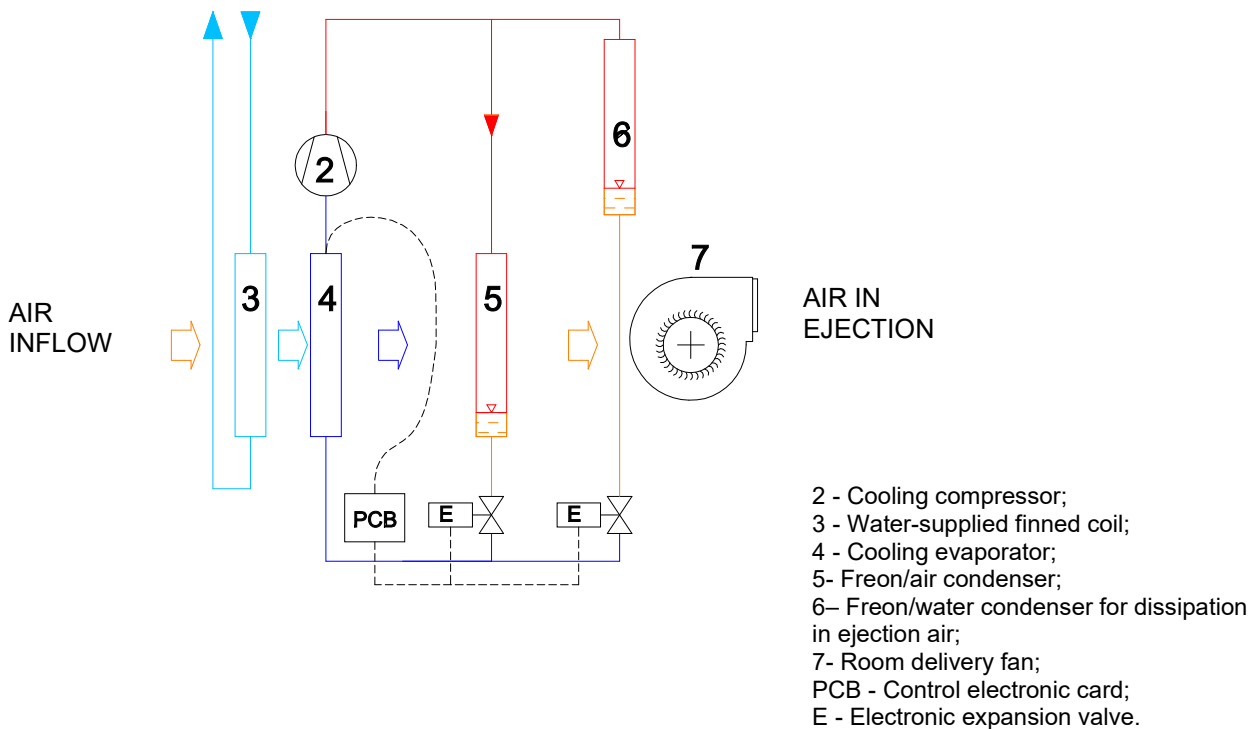 6
2
7
3
4
5
AIR
INFLOW
AIR IN
EJECTION
PCB
E
E
2 - Cooling compressor;
3 - Water-supplied finned coil;
4 - Cooling evaporator;
5- Freon/air condenser;
6– Freon/water condenser for dissipation
in ejection air;
7- Room delivery fan;
PCB - Control electronic card;
E - Electronic expansion valve.